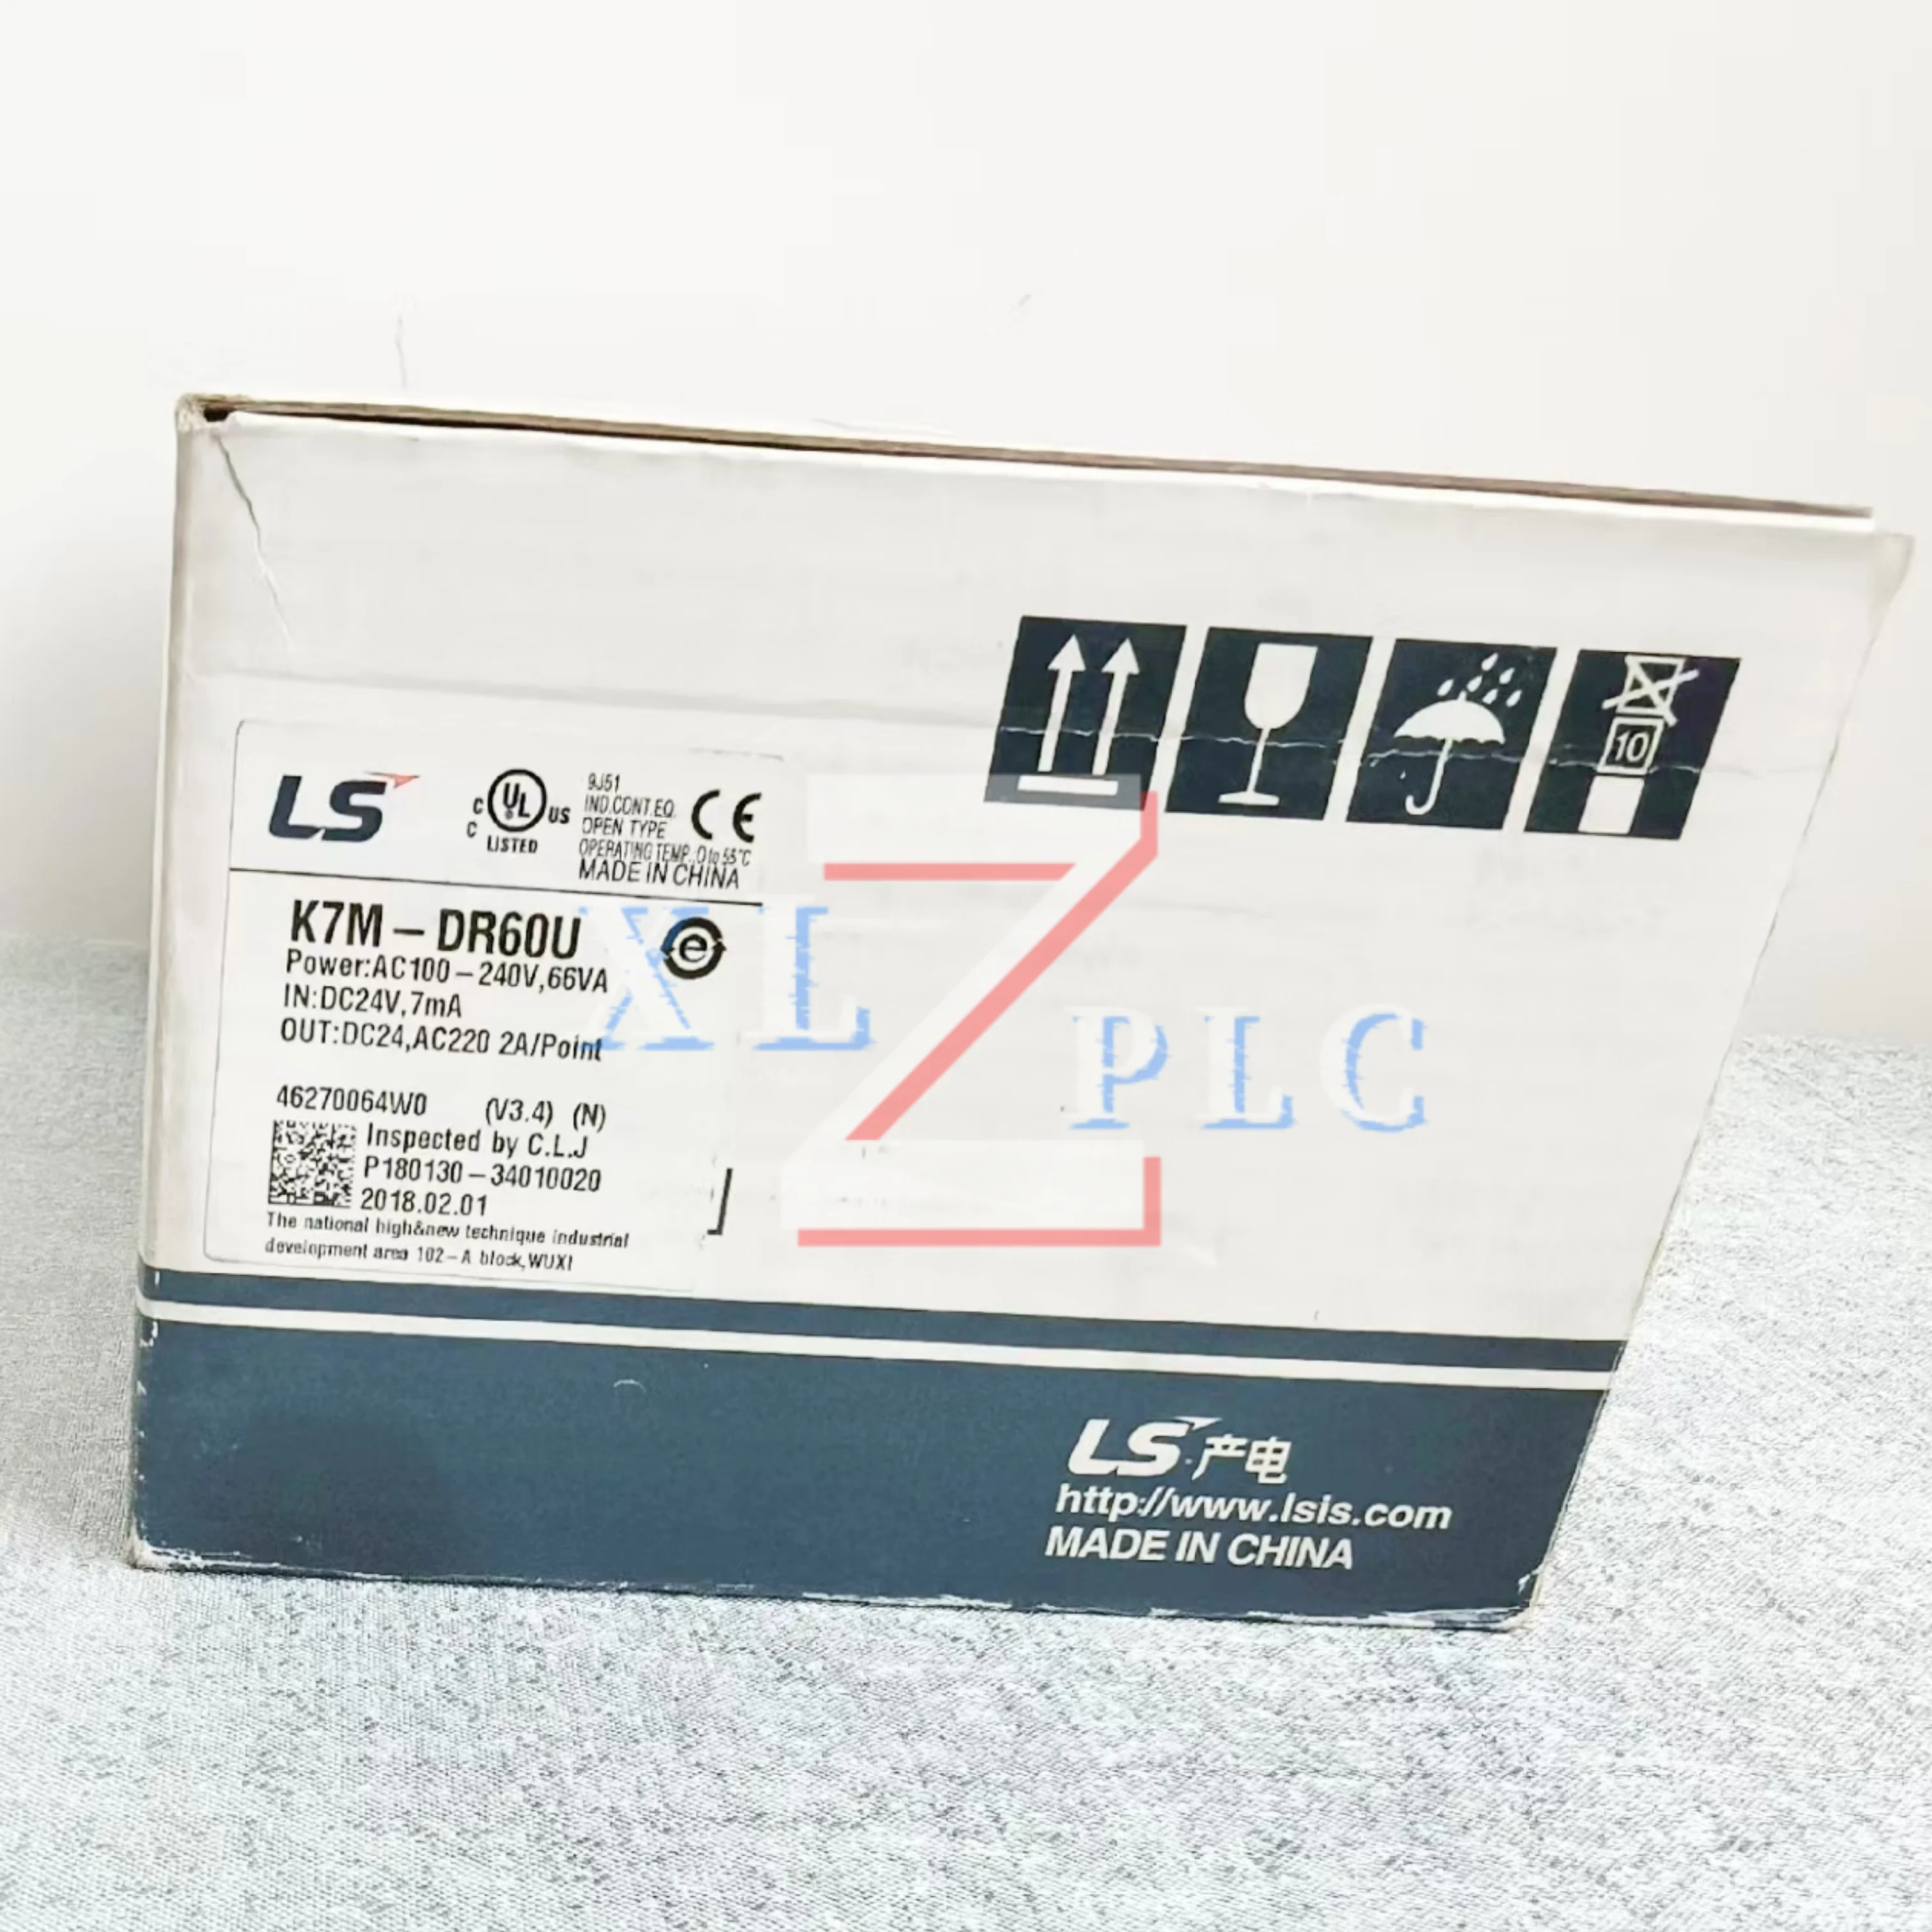 LS
C UL US
C LISTED
9J51
IND.CONT.EQ.
OPEN TYPE
OPERATING TEMP.:0 to 55°C
MADE IN CHINA
CE
K7M-DR60U
e
Power:AC100-240V,66VA
IN:DC24V,7mA
OUT:DC24,AC220 2A/Point
46270064W0 (V3.4) (N)
Inspected by C.L.J
P180130-34010020
2018.02.01
The national high&new technique industrial
development area 102-A block,WUXI
10
XL Z PLC
LS产电
http://www.lsis.com
MADE IN CHINA